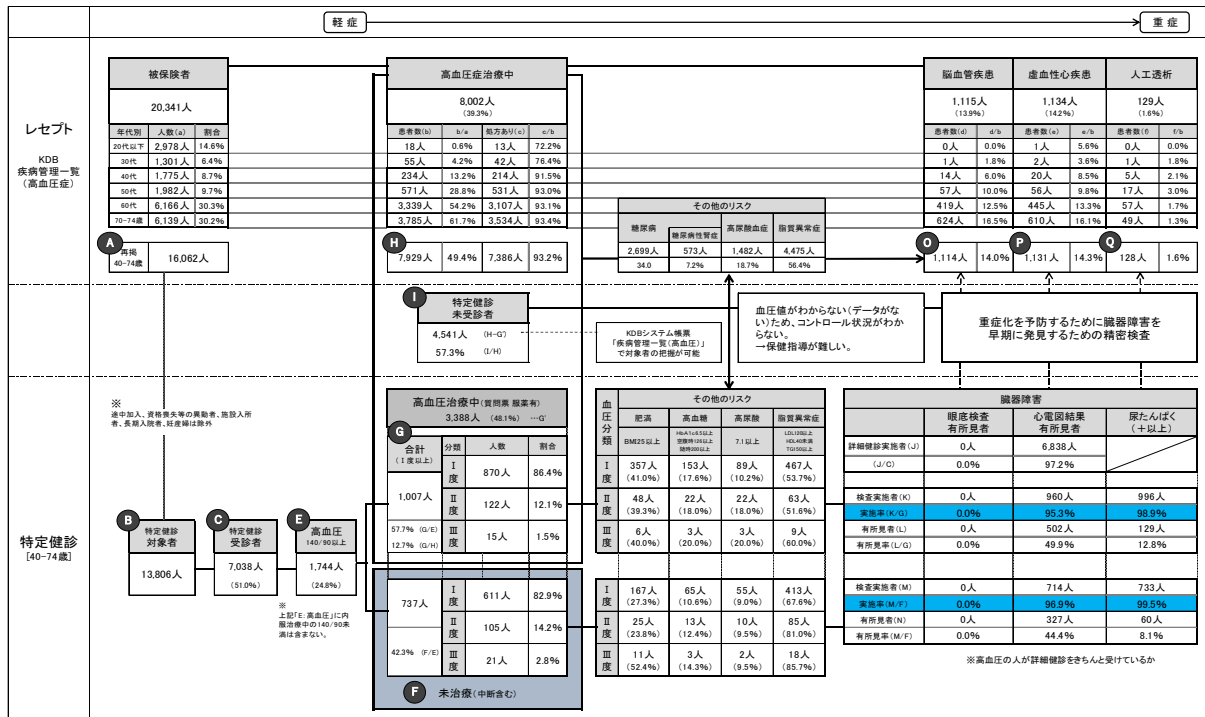 軽 症
重 症
レセプト
KDB
疾病管理一覧
(高血圧症)
被保険者
20,341人
年代別 人数(a) 割合
20代以下 2,978人 14.6%
30代 1,301人 6.4%
40代 1,775人 8.7%
50代 1,982人 9.7%
60代 6,166人 30.3%
70-74歳 6,139人 30.2%
A
再掲
40-74歳
16,062人
高血圧症治療中
8,002人
(39.3%)
患者数(b) b/a 処方あり(c) c/b
18人 0.6% 13人 72.2%
55人 4.2% 42人 76.4%
234人 13.2% 214人 91.5%
571人 28.8% 531人 93.0%
3,339人 54.2% 3,107人 93.1%
3,785人 61.7% 3,534人 93.4%
H
7,929人 49.4% 7,386人 93.2%
その他のリスク
糖尿病 糖尿病性腎症 高尿酸血症 脂質異常症
2,699人 573人 1,482人 4,475人
34.0 7.2% 18.7% 56.4%
脳血管疾患 虚血性心疾患 人工透析
1,115人 1,134人 129人
(13.9%) (14.2%) (1.6%)
患者数(d) d/b 患者数(e) e/b 患者数(f) f/b
0人 0.0% 1人 5.6% 0人 0.0%
1人 1.8% 2人 3.6% 1人 1.8%
14人 6.0% 20人 8.5% 5人 2.1%
57人 10.0% 56人 9.8% 17人 3.0%
419人 12.5% 445人 13.3% 57人 1.7%
624人 16.5% 610人 16.1% 49人 1.3%
O P Q
1,114人 14.0% 1,131人 14.3% 128人 1.6%
I
特定健診
未受診者
4,541人 (H-G')
57.3% (I/H)
KDBシステム帳票
「疾病管理一覧(高血圧)」
で対象者の把握が可能
血圧値がわからない(データがな
い)ため、コントロール状況がわか
らない。
→保健指導が難しい。
重症化を予防するために臓器障害を
早期に発見するための精密検査
特定健診
[40-74歳]
※
途中加入、資格喪失等の異動者、施設入所
者、長期入院者、妊産婦は除外
B
特定健診
対象者
13,806人
C
特定健診
受診者
7,038人
(51.0%)
E
高血圧
140/90以上
1,744人
(24.8%)
※
上記「E:高血圧」に内
服治療中の140/90未
満は含まない。
高血圧治療中(質問票 服薬有)
3,388人 (48.1%) …G'
G
合計
(Ⅰ度以上)
分類 人数 割合
Ⅰ度 870人 86.4%
1,007人
Ⅱ度 122人 12.1%
57.7% (G/E)
12.7% (G/H)
Ⅲ度 15人 1.5%
737人
Ⅰ度 611人 82.9%
Ⅱ度 105人 14.2%
42.3% (F/E)
Ⅲ度 21人 2.8%
F 未治療(中断含む)
血圧分類
その他のリスク
肥満 高血糖 高尿酸 脂質異常症
BMI25以上
HbA1c6.5以上
空腹時126以上
随時200以上
7.1以上
LDL120以上
HDL40未満
TG150以上
Ⅰ度 357人 153人 89人 467人
(41.0%) (17.6%) (10.2%) (53.7%)
Ⅱ度 48人 22人 22人 63人
(39.3%) (18.0%) (18.0%) (51.6%)
Ⅲ度 6人 3人 3人 9人
(40.0%) (20.0%) (20.0%) (60.0%)
Ⅰ度 167人 65人 55人 413人
(27.3%) (10.6%) (9.0%) (67.6%)
Ⅱ度 25人 13人 10人 85人
(23.8%) (12.4%) (9.5%) (81.0%)
Ⅲ度 11人 3人 2人 18人
(52.4%) (14.3%) (9.5%) (85.7%)
臓器障害
眼底検査
有所見者
心電図結果
有所見者
尿たんぱく
(+以上)
詳細健診実施者(J) 0人 6,838人
(J/C) 0.0% 97.2%
検査実施者(K) 0人 960人 996人
実施率(K/G) 0.0% 95.3% 98.9%
有所見者(L) 0人 502人 129人
有所見率(L/G) 0.0% 49.9% 12.8%
検査実施者(M) 0人 714人 733人
実施率(M/F) 0.0% 96.9% 99.5%
有所見者(N) 0人 327人 60人
有所見率(M/F) 0.0% 44.4% 8.1%
※高血圧の人が詳細健診をきちんと受けているか